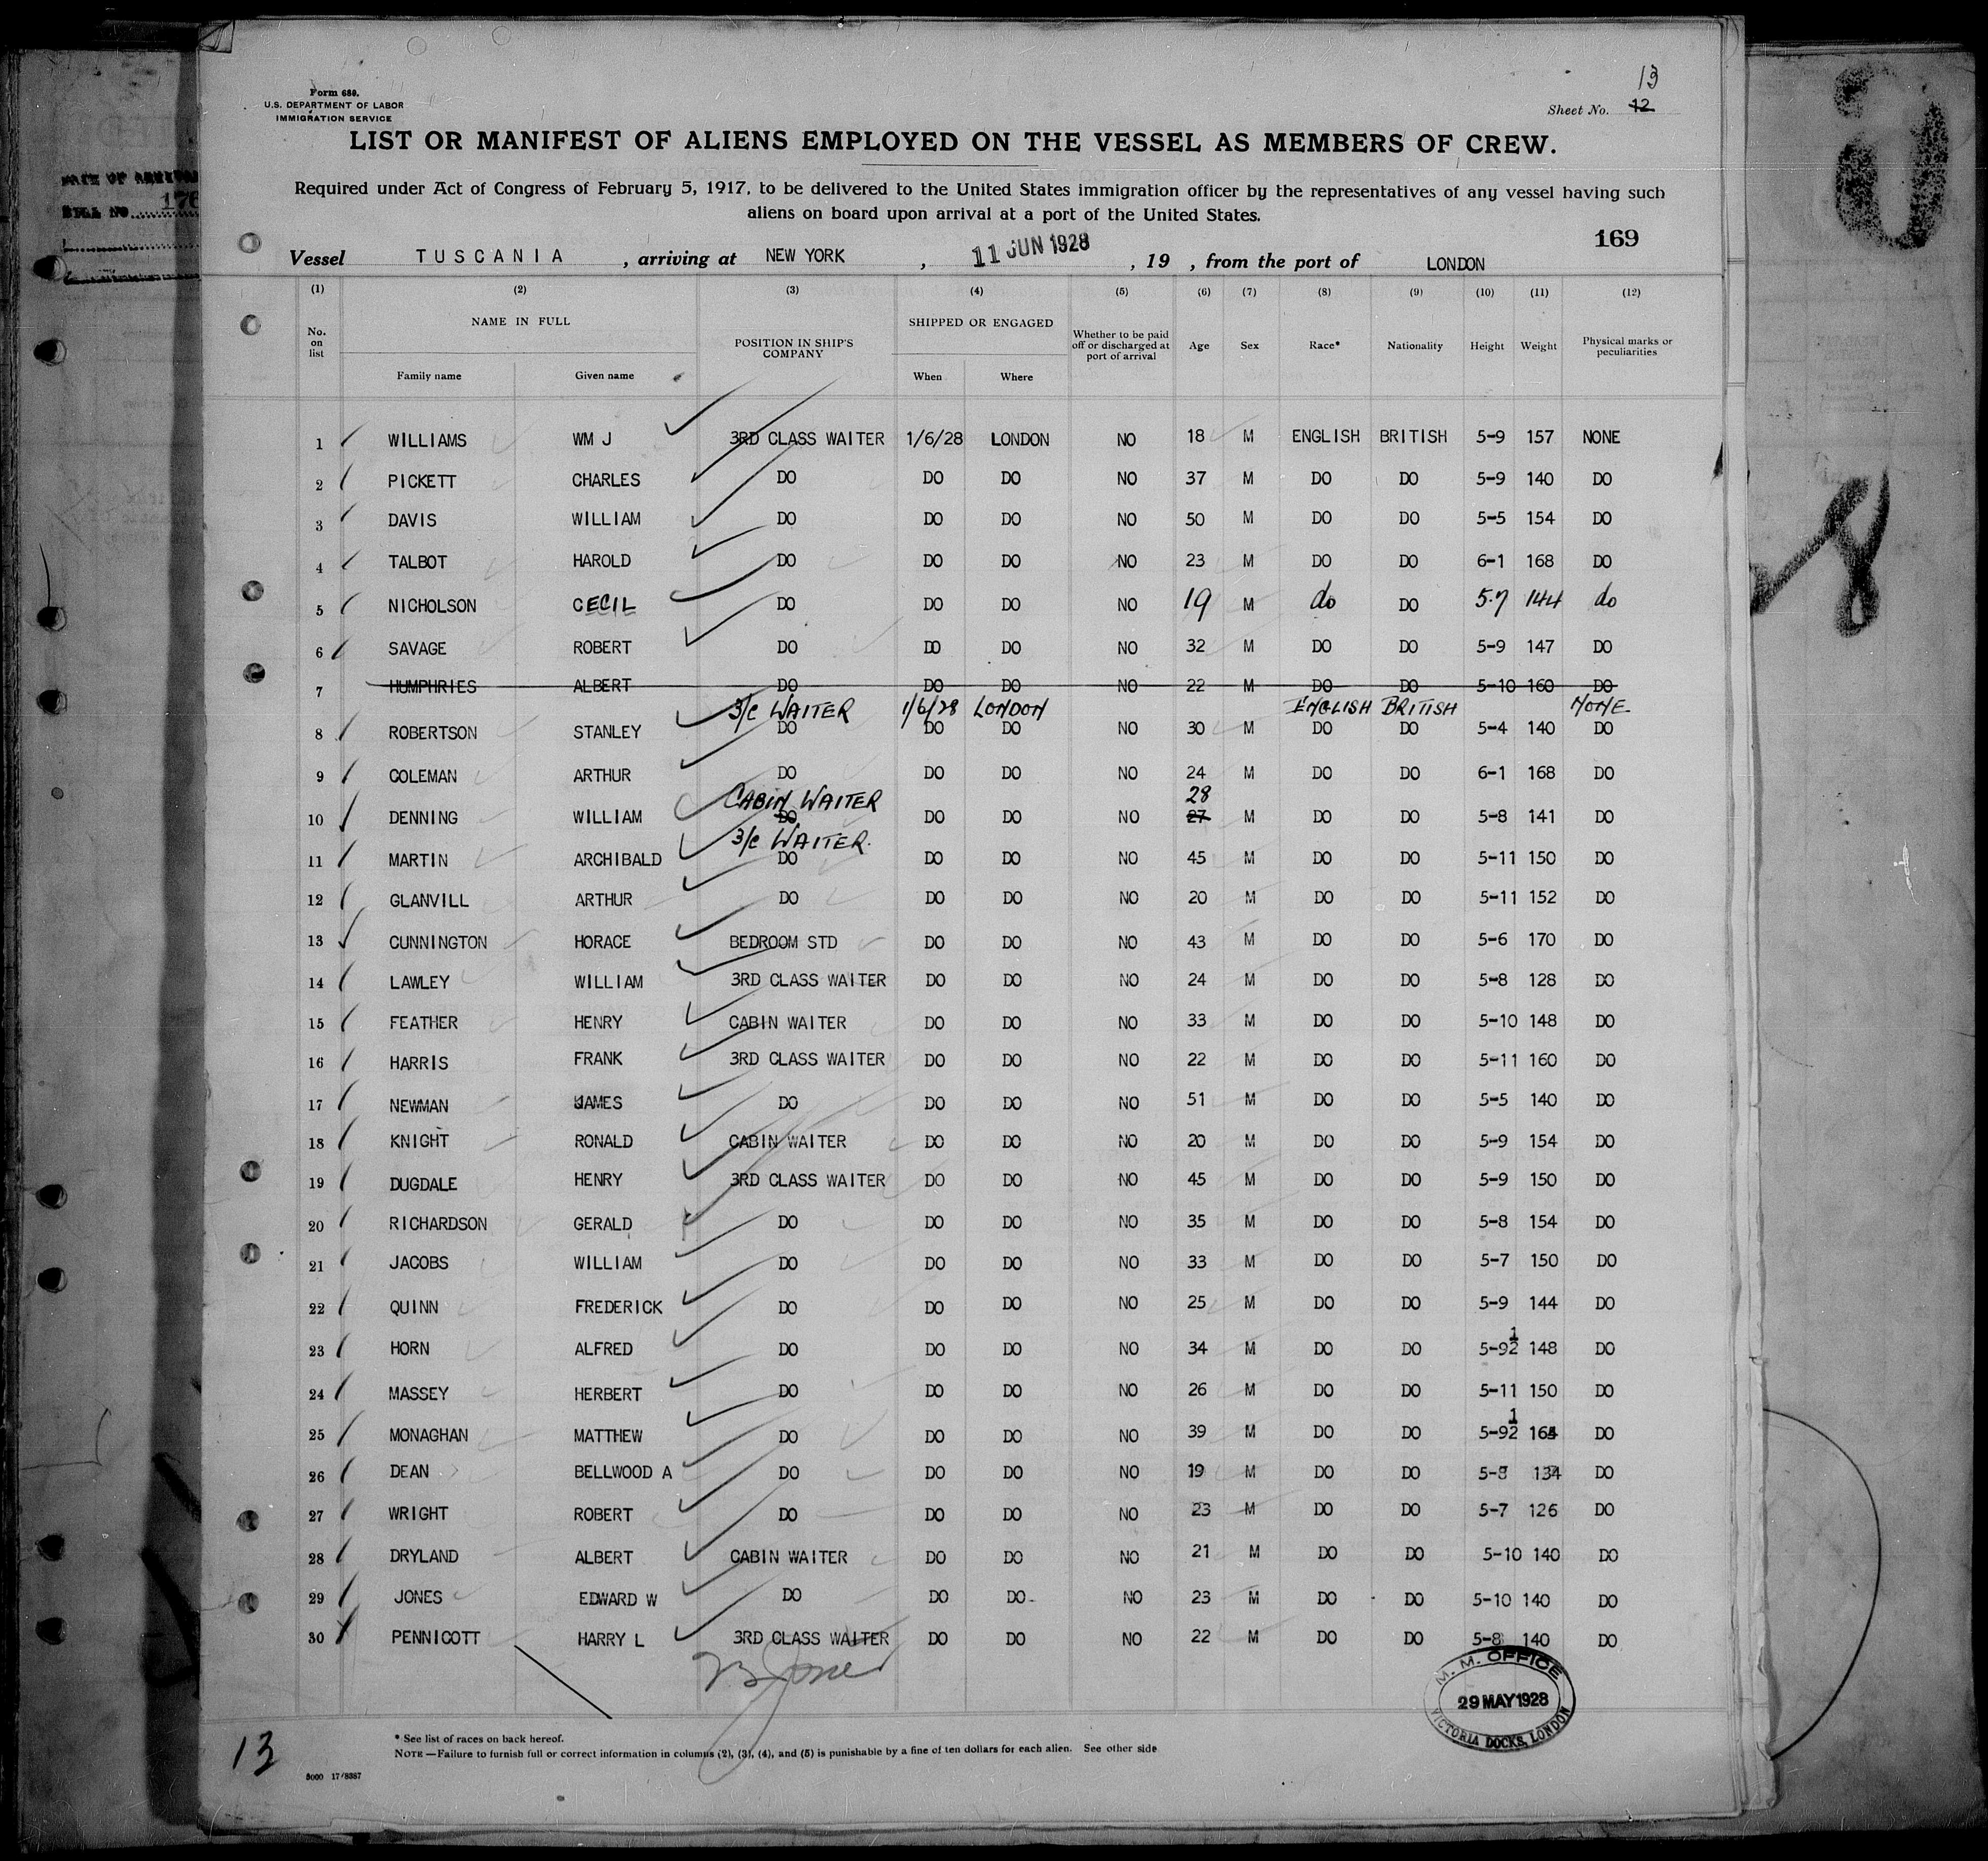 13
Form 680.
U.S. DEPARTMENT OF LABOR
IMMIGRATION SERVICE
Sheet No. 12
LIST OR MANIFEST OF ALIENS EMPLOYED ON THE VESSEL AS MEMBERS OF CREW.
Required under Act of Congress of February 5, 1917, to be delivered to the United States immigration officer by the representatives of any vessel having such
aliens on board upon arrival at a port of the United States.
169
Vessel TUSCANIA , arriving at NEW YORK , 11 JUN 1928 , 19 , from the port of LONDON
(1) (2) (3) (4) (5) (6) (7) (8) (9) (10) (11) (12)
No. on list NAME IN FULL POSITION IN SHIP'S COMPANY SHIPPED OR ENGAGED Whether to be paid off or discharged at port of arrival Age Sex Race* Nationality Height Weight Physical marks or peculiarities
Family name Given name When Where
1 WILLIAMS WM J 3RD CLASS WAITER 1/6/28 LONDON NO 18 M ENGLISH BRITISH 5-9 157 NONE
2 PICKETT CHARLES DO DO DO NO 37 M DO DO 5-9 140 DO
3 DAVIS WILLIAM DO DO DO NO 50 M DO DO 5-5 154 DO
4 TALBOT HAROLD DO DO DO NO 23 M DO DO 6-1 168 DO
5 NICHOLSON CECIL DO DO DO NO 19 M do DO 5.7 144 do
6 SAVAGE ROBERT DO DO DO NO 32 M DO DO 5-9 147 DO
7 HUMPHRIES ALBERT DO DO DO NO 22 M DO DO 5-10 160 DO
3/c WAITER 1/6/28 LONDON ENGLISH BRITISH NONE
8 ROBERTSON STANLEY DO DO DO NO 30 M DO DO 5-4 140 DO
9 COLEMAN ARTHUR DO DO DO NO 24 M DO DO 6-1 168 DO
CABIN WAITER 28
10 DENNING WILLIAM DO DO DO NO 27 M DO DO 5-8 141 DO
3/c WAITER.
11 MARTIN ARCHIBALD DO DO DO NO 45 M DO DO 5-11 150 DO
12 GLANVILL ARTHUR DO DO DO NO 20 M DO DO 5-11 152 DO
13 CUNNINGTON HORACE BEDROOM STD DO DO NO 43 M DO DO 5-6 170 DO
14 LAWLEY WILLIAM 3RD CLASS WAITER DO DO NO 24 M DO DO 5-8 128 DO
15 FEATHER HENRY CABIN WAITER DO DO NO 33 M DO DO 5-10 148 DO
16 HARRIS FRANK 3RD CLASS WAITER DO DO NO 22 M DO DO 5-11 160 DO
17 NEWMAN JAMES DO DO DO NO 51 M DO DO 5-5 140 DO
18 KNIGHT RONALD CABIN WAITER DO DO NO 20 M DO DO 5-9 154 DO
19 DUGDALE HENRY 3RD CLASS WAITER DO DO NO 45 M DO DO 5-9 150 DO
20 RICHARDSON GERALD DO DO DO NO 35 M DO DO 5-8 154 DO
21 JACOBS WILLIAM DO DO DO NO 33 M DO DO 5-7 150 DO
22 QUINN FREDERICK DO DO DO NO 25 M DO DO 5-9 144 DO
23 HORN ALFRED DO DO DO NO 34 M DO DO 5-9½ 148 DO
24 MASSEY HERBERT DO DO DO NO 26 M DO DO 5-11 150 DO
25 MONAGHAN MATTHEW DO DO DO NO 39 M DO DO 5-9½ DO
26 DEAN BELLWOOD A DO DO DO NO 19 M DO DO 5-8 134 DO
27 WRIGHT ROBERT DO DO DO NO 23 M DO DO 5-7 126 DO
28 DRYLAND ALBERT CABIN WAITER DO DO NO 21 M DO DO 5-10 140 DO
29 JONES EDWARD W DO DO DO NO 23 M DO DO 5-10 140 DO
30 PENNICOTT HARRY L 3RD CLASS WAITER DO DO NO 22 M DO DO 5-8 140 DO
M. M. OFFICE
29 MAY 1928
VICTORIA DOCKS, LONDON
* See list of races on back hereof.
NOTE—Failure to furnish full or correct information in columns (2), (3), (4), and (5) is punishable by a fine of ten dollars for each alien. See other side
13